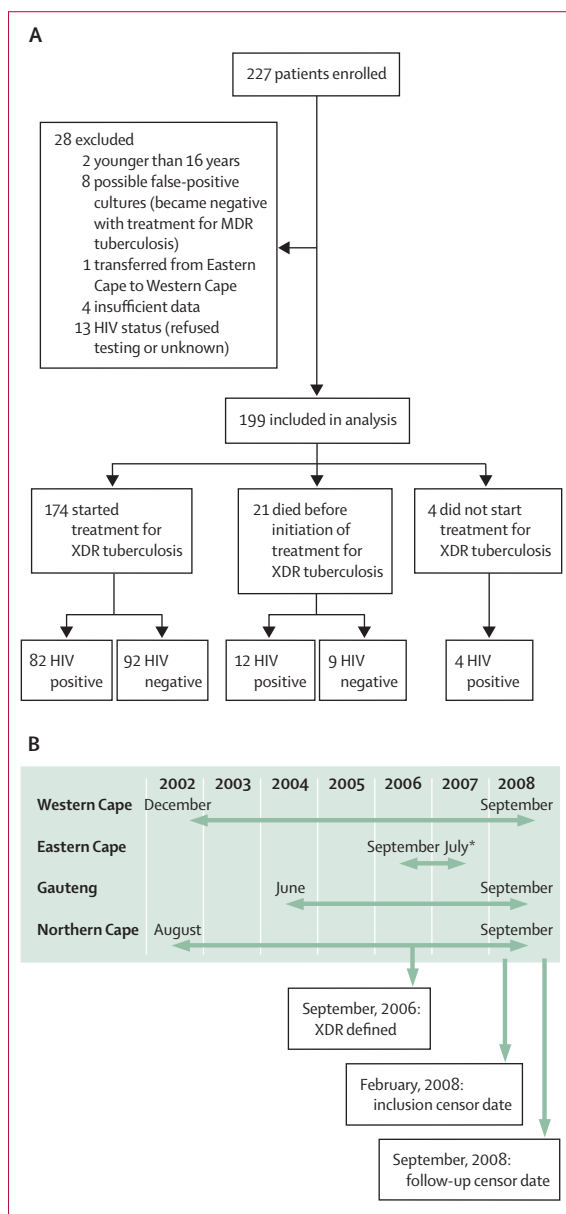 A
227 patients enrolled
28 excluded
2 younger than 16 years
8 possible false-positive
cultures (became negative
with treatment for MDR
tuberculosis)
1 transferred from Eastern
Cape to Western Cape
4 insufficient data
13 HIV status (refused
testing or unknown)
199 included in analysis
174 started
treatment for
XDR tuberculosis
21 died before
initiation of
treatment for
XDR tuberculosis
4 did not start
treatment for
XDR tuberculosis
82 HIV
positive
92 HIV
negative
12 HIV
positive
9 HIV
negative
4 HIV
positive
B
2002 2003 2004 2005 2006 2007 2008
Western Cape December September
Eastern Cape September July*
Gauteng June September
Northern Cape August September
September, 2006:
XDR defined
February, 2008:
inclusion censor date
September, 2008:
follow-up censor date